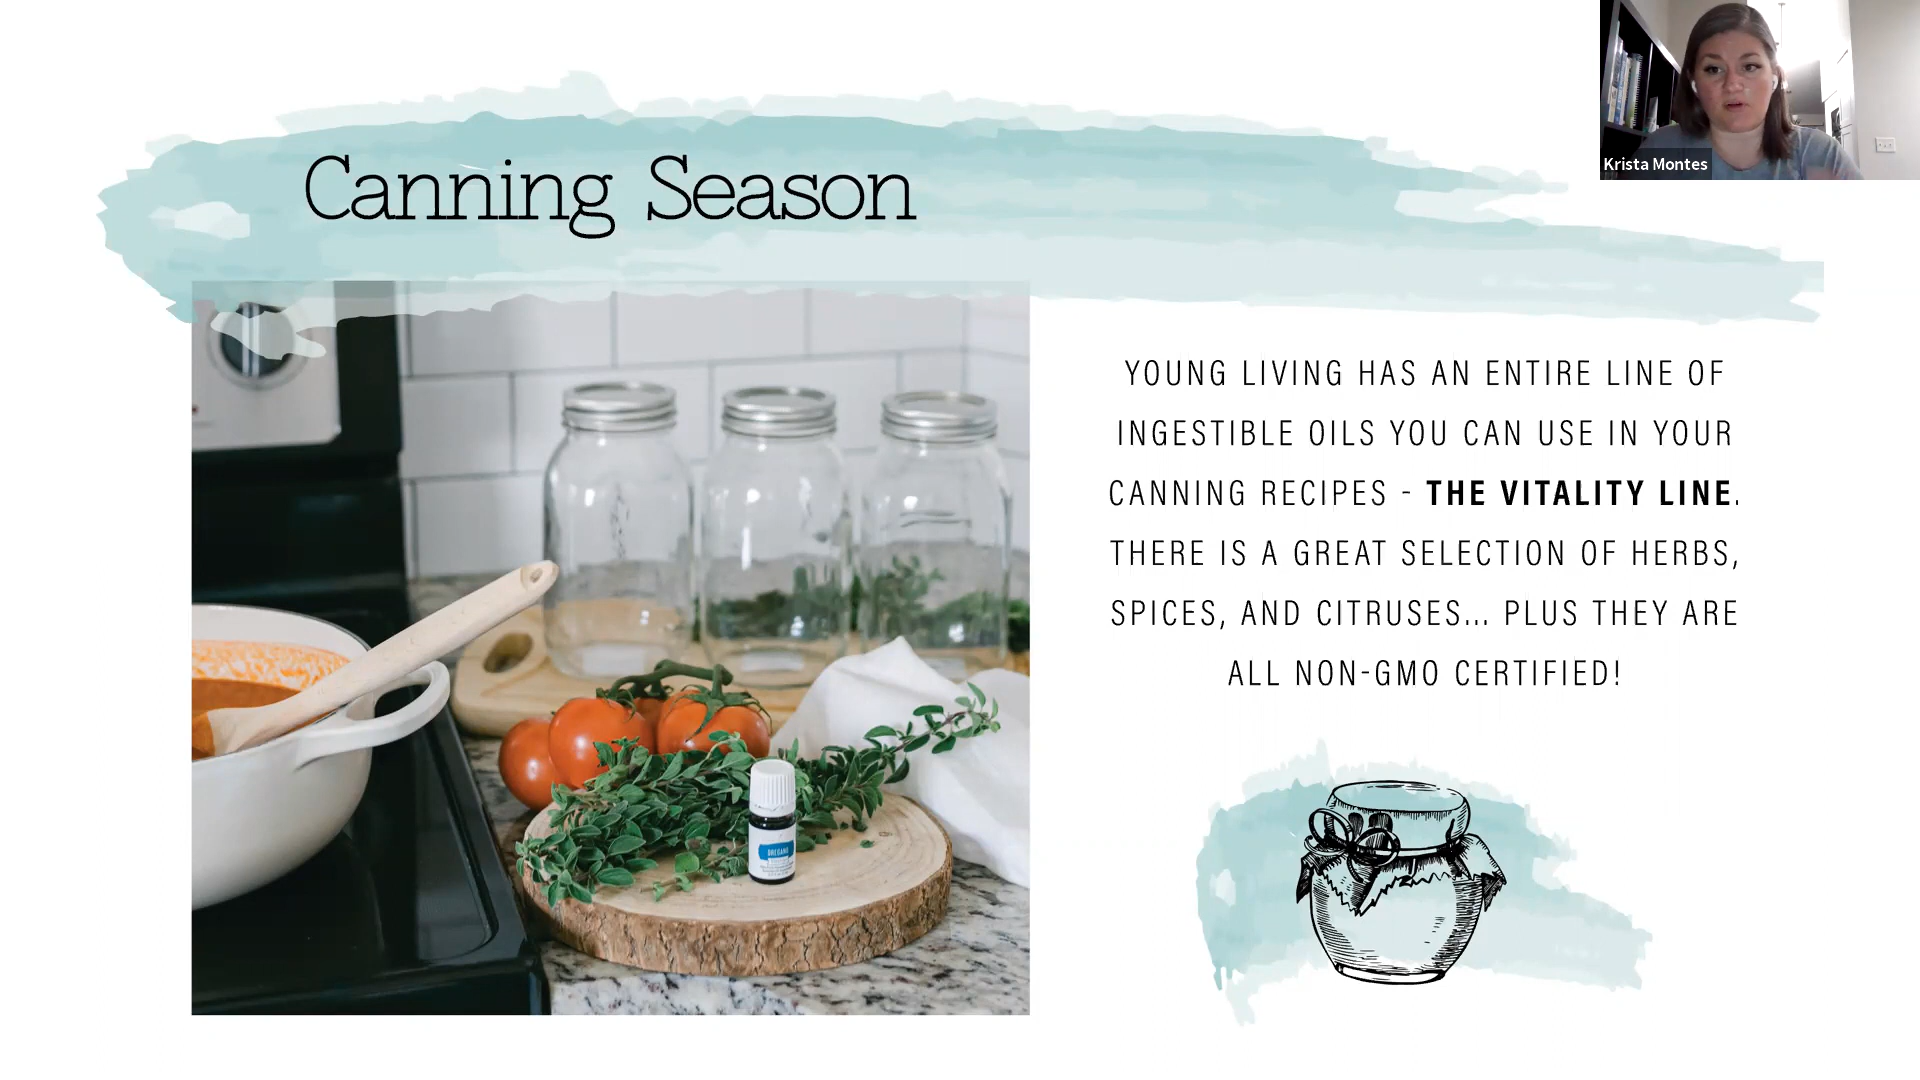 Canning Season
Krista Montes
YOUNG LIVING HAS AN ENTIRE LINE OF
INGESTIBLE OILS YOU CAN USE IN YOUR
CANNING RECIPES - THE VITALITY LINE.
THERE IS A GREAT SELECTION OF HERBS,
SPICES, AND CITRUSES... PLUS THEY ARE
ALL NON-GMO CERTIFIED!
OREGANO